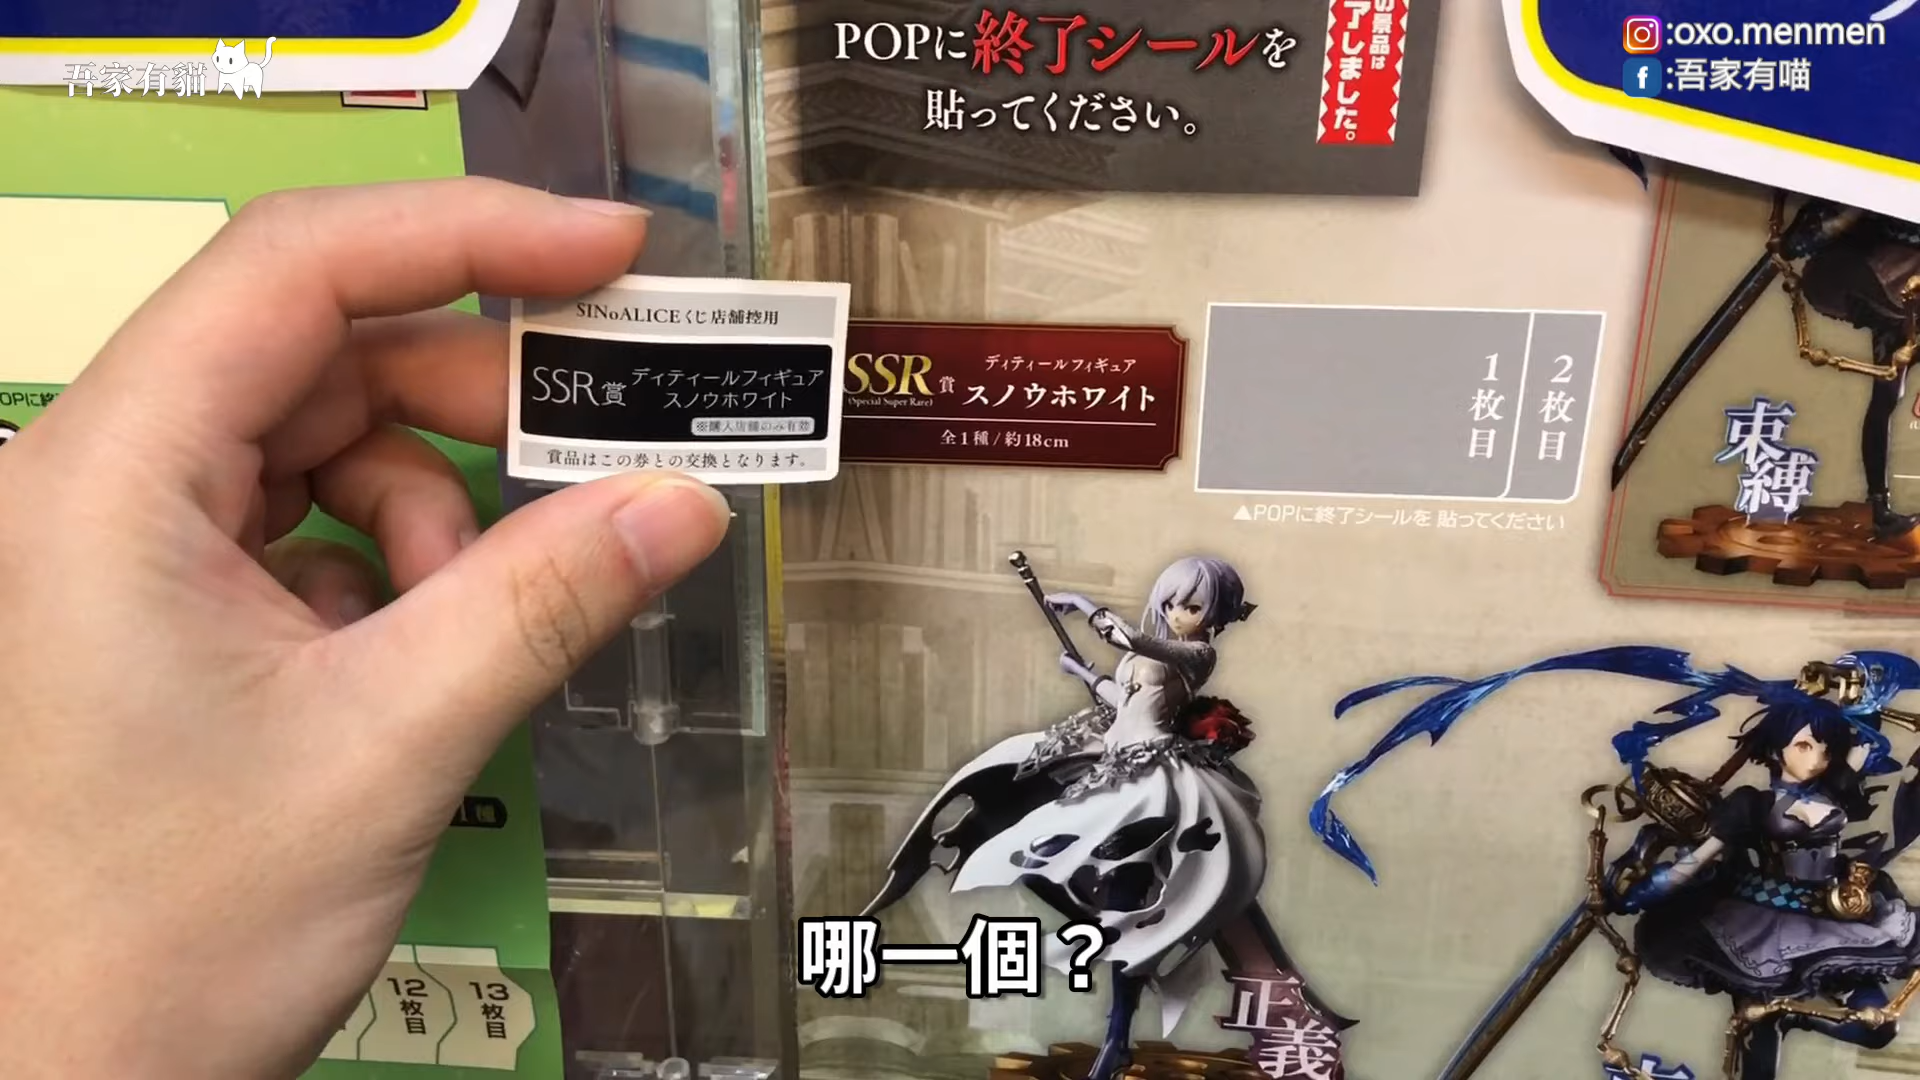 吾家有貓
:oxo.menmen
:吾家有喵
POPに終了シールを
貼ってください。
の景品は
了しました。
SINoALICEくじ 店舗控用
SSR賞
ディティールフィギュア
スノウホワイト
※購入店舗のみ有効
賞品はこの券との交換となります。
SSR賞
(Special Super Rare)
ディティールフィギュア
スノウホワイト
全1種/約18cm
1枚目
2枚目
▲POPに終了シールを 貼ってください
束縛
正義
1種
12枚目
13枚目
哪一個？